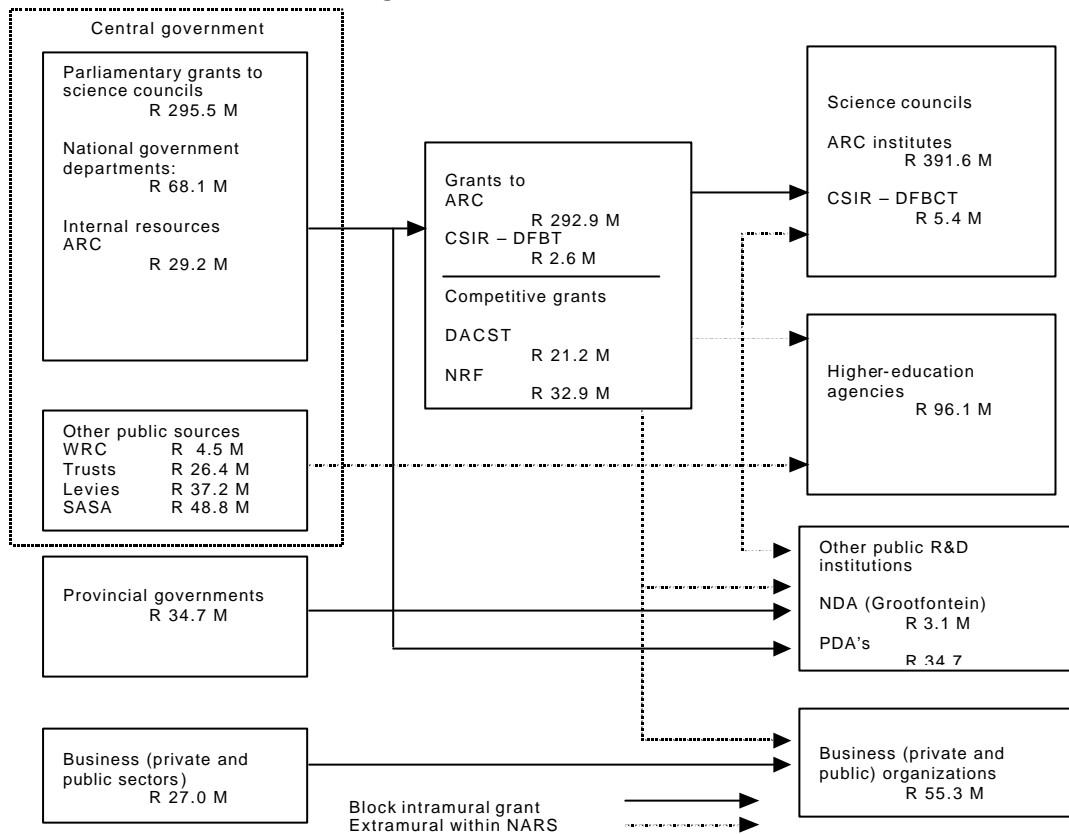 Central government
Parliamentary grants to
science councils
R 295.5 M
National government
departments:
R 68.1 M
Internal resources
ARC
R 29.2 M
Other public sources
WRC R 4.5 M
Trusts R 26.4 M
Levies R 37.2 M
SASA R 48.8 M
Provincial governments
R 34.7 M
Business (private and
public sectors)
R 27.0 M
Grants to
ARC
R 292.9 M
CSIR – DFBT
R 2.6 M
Competitive grants
DACST
R 21.2 M
NRF
R 32.9 M
Science councils
ARC institutes
R 391.6 M
CSIR – DFBCT
R 5.4 M
Higher-education
agencies
R 96.1 M
Other public R&D
institutions
NDA (Grootfontein)
R 3.1 M
PDA's
R 34.7
Business (private and
public) organizations
R 55.3 M
Block intramural grant
Extramural within NARS